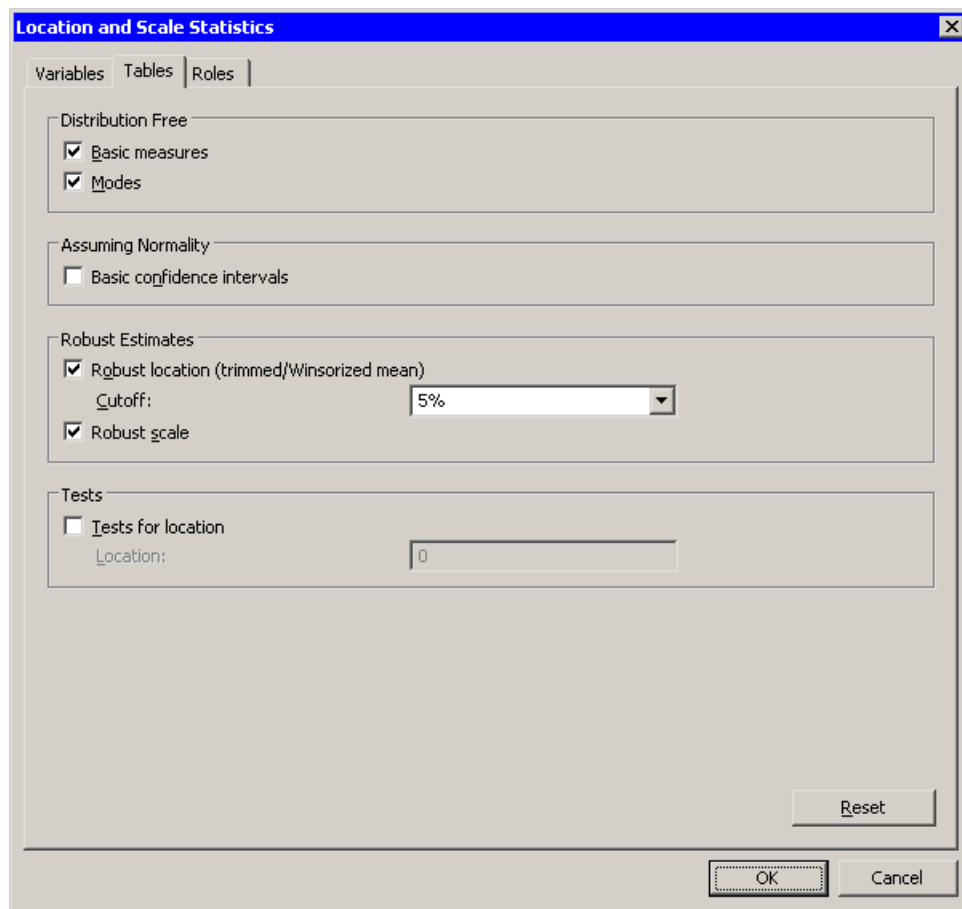 Location and Scale Statistics
Variables Tables Roles
Distribution Free
Basic measures
Modes
Assuming Normality
Basic confidence intervals
Robust Estimates
Robust location (trimmed/Winsorized mean)
Cutoff: 5%
Robust scale
Tests
Tests for location
Location: 0
Reset
OK Cancel